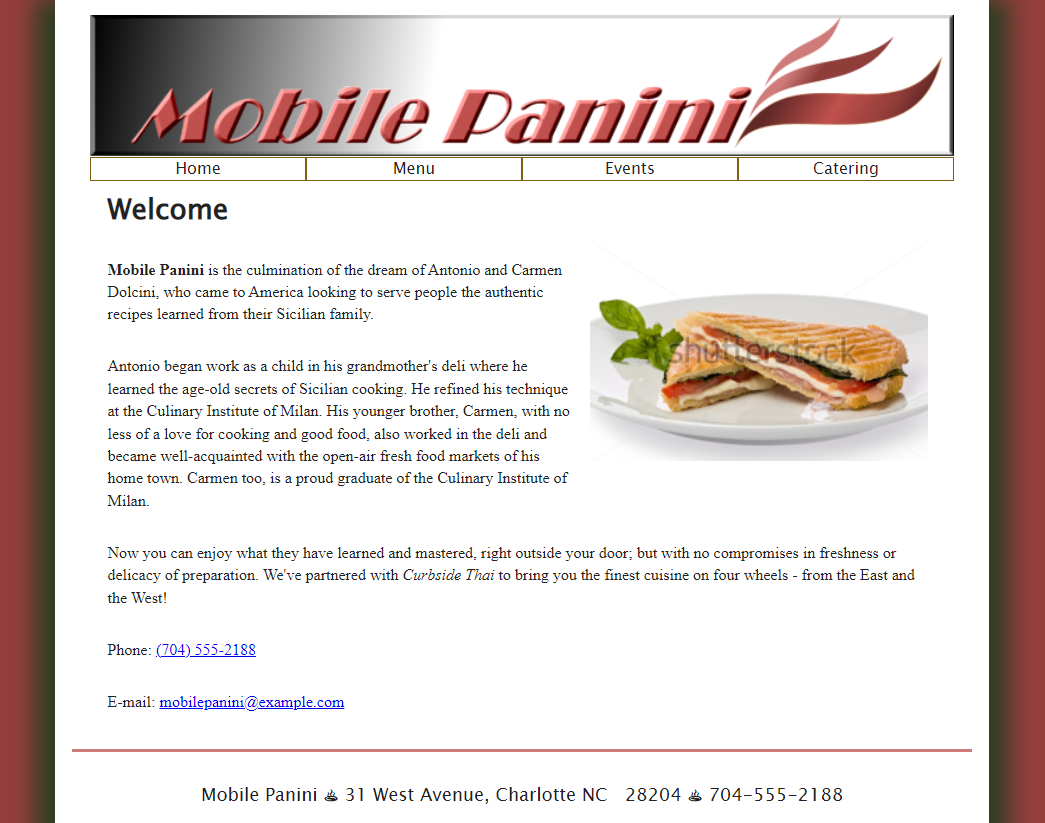 Mobile Panini
Home Menu Events Catering
Welcome
Mobile Panini is the culmination of the dream of Antonio and Carmen
Dolcini, who came to America looking to serve people the authentic
recipes learned from their Sicilian family.
shutterstock
Antonio began work as a child in his grandmother's deli where he
learned the age-old secrets of Sicilian cooking. He refined his technique
at the Culinary Institute of Milan. His younger brother, Carmen, with no
less of a love for cooking and good food, also worked in the deli and
became well-acquainted with the open-air fresh food markets of his
home town. Carmen too, is a proud graduate of the Culinary Institute of
Milan.
Now you can enjoy what they have learned and mastered, right outside your door; but with no compromises in freshness or
delicacy of preparation. We've partnered with Curbside Thai to bring you the finest cuisine on four wheels - from the East and
the West!
Phone: (704) 555-2188
E-mail: mobilepanini@example.com
Mobile Panini ♨ 31 West Avenue, Charlotte NC 28204 ♨ 704-555-2188